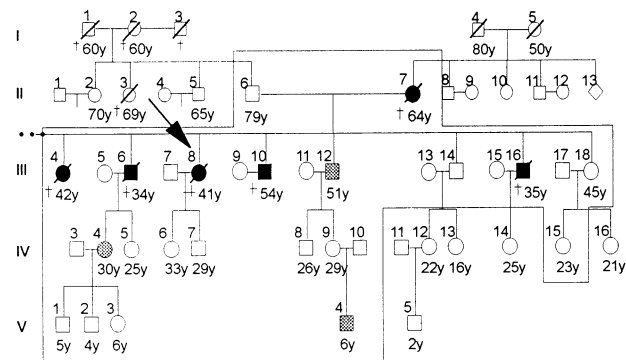 1 2 3 4 5
I
†60y †60y † 80y 50y
1 2 3 4 5 6 7 8 9 10 11 12 13
II
70y †69y 65y 79y †64y
4 5 6 7 8 9 10 11 12 13 14 15 16 17 18
III
†42y †34y †41y †54y 51y †35y 45y
3 4 5 6 7 8 9 10 11 12 13 14 15 16
IV
30y 25y 33y 29y 26y 29y 22y 16y 25y 23y 21y
1 2 3 4 5
V
5y 4y 6y 6y 2y